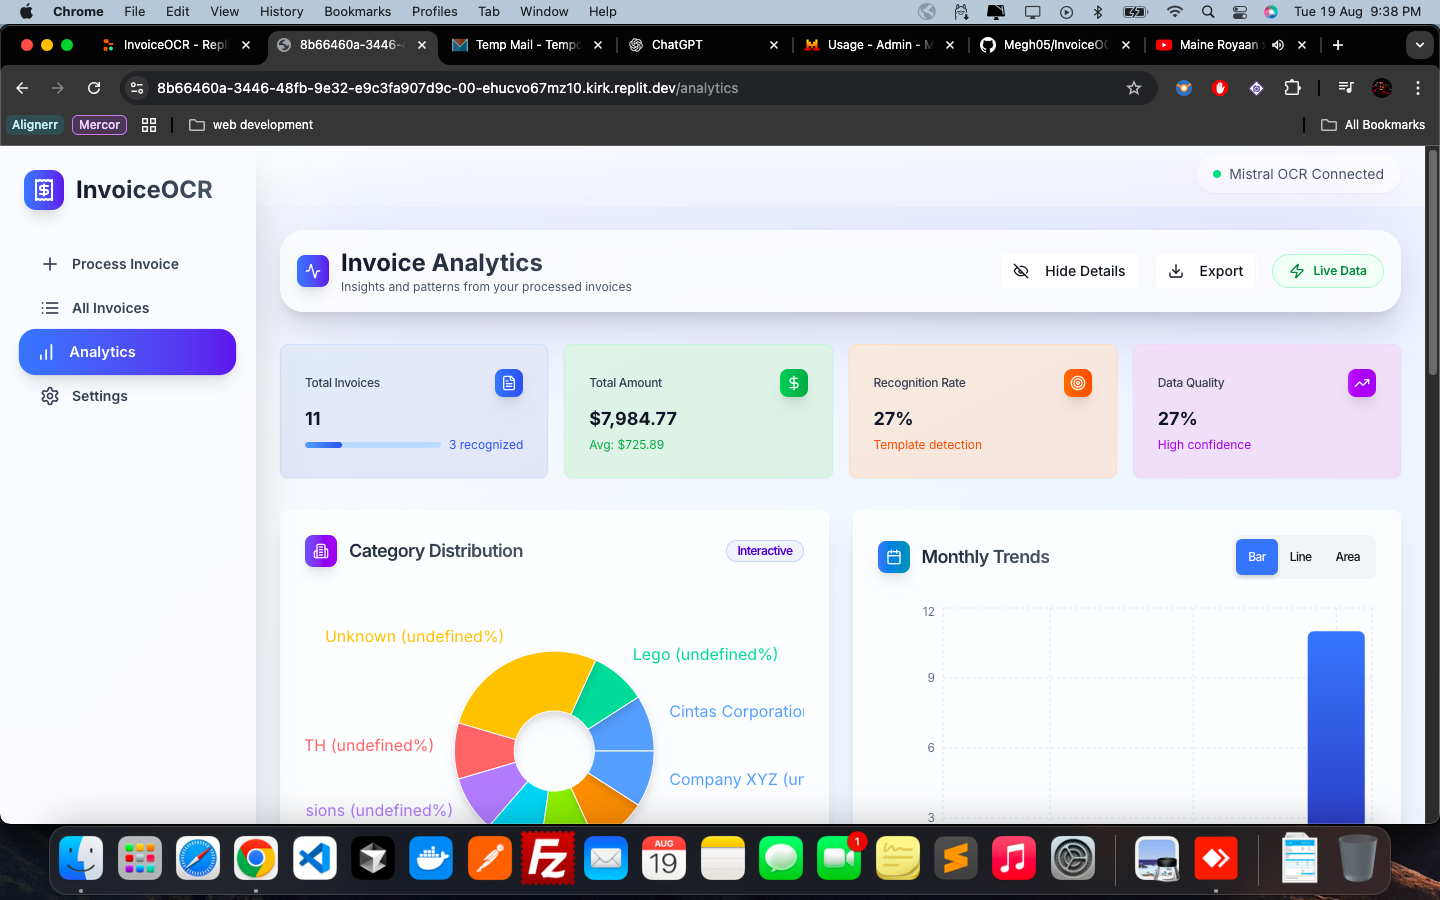 Chrome File Edit View History Bookmarks Profiles Tab Window Help Tue 19 Aug 9:38 PM
InvoiceOCR - Repl 8b66460a-3446- Temp Mail - Temp ChatGPT Usage - Admin - M Megh05/InvoiceO Maine Royaan
8b66460a-3446-48fb-9e32-e9c3fa907d9c-00-ehucvo67mz10.kirk.replit.dev/analytics
Alignerr Mercor web development All Bookmarks
InvoiceOCR
Mistral OCR Connected
Process Invoice
All Invoices
Analytics
Settings
Invoice Analytics
Insights and patterns from your processed invoices
Hide Details
Export
Live Data
Total Invoices
11
3 recognized
Total Amount
$7,984.77
Avg: $725.89
Recognition Rate
27%
Template detection
Data Quality
27%
High confidence
Category Distribution
Interactive
Unknown (undefined%)
Lego (undefined%)
Cintas Corporation
TH (undefined%)
Company XYZ (ur
sions (undefined%)
Monthly Trends
Bar Line Area
12
9
6
3
AUG
19
1
Fz